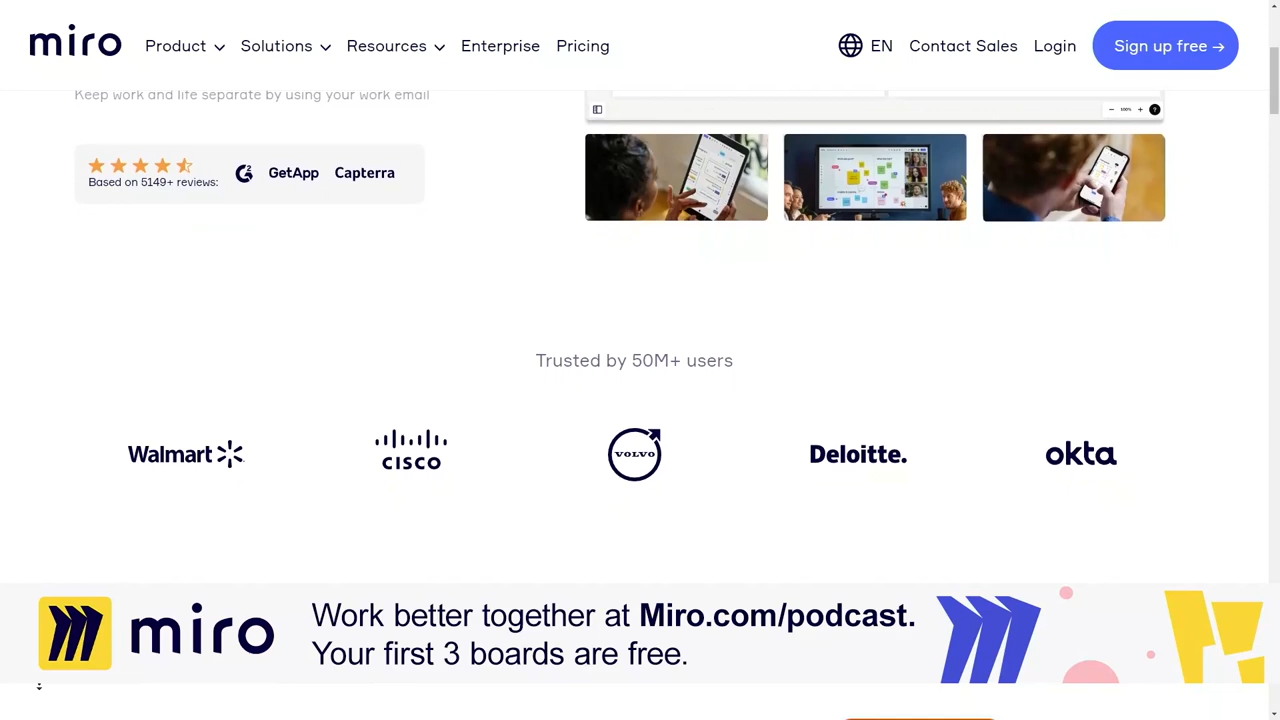 miro Product Solutions Resources Enterprise Pricing EN Contact Sales Login Sign up free →
Keep work and life separate by using your work email
Based on 5149+ reviews: GetApp Capterra
100%
Trusted by 50M+ users
Walmart CISCO VOLVO Deloitte. okta
miro
Work better together at Miro.com/podcast.
Your first 3 boards are free.